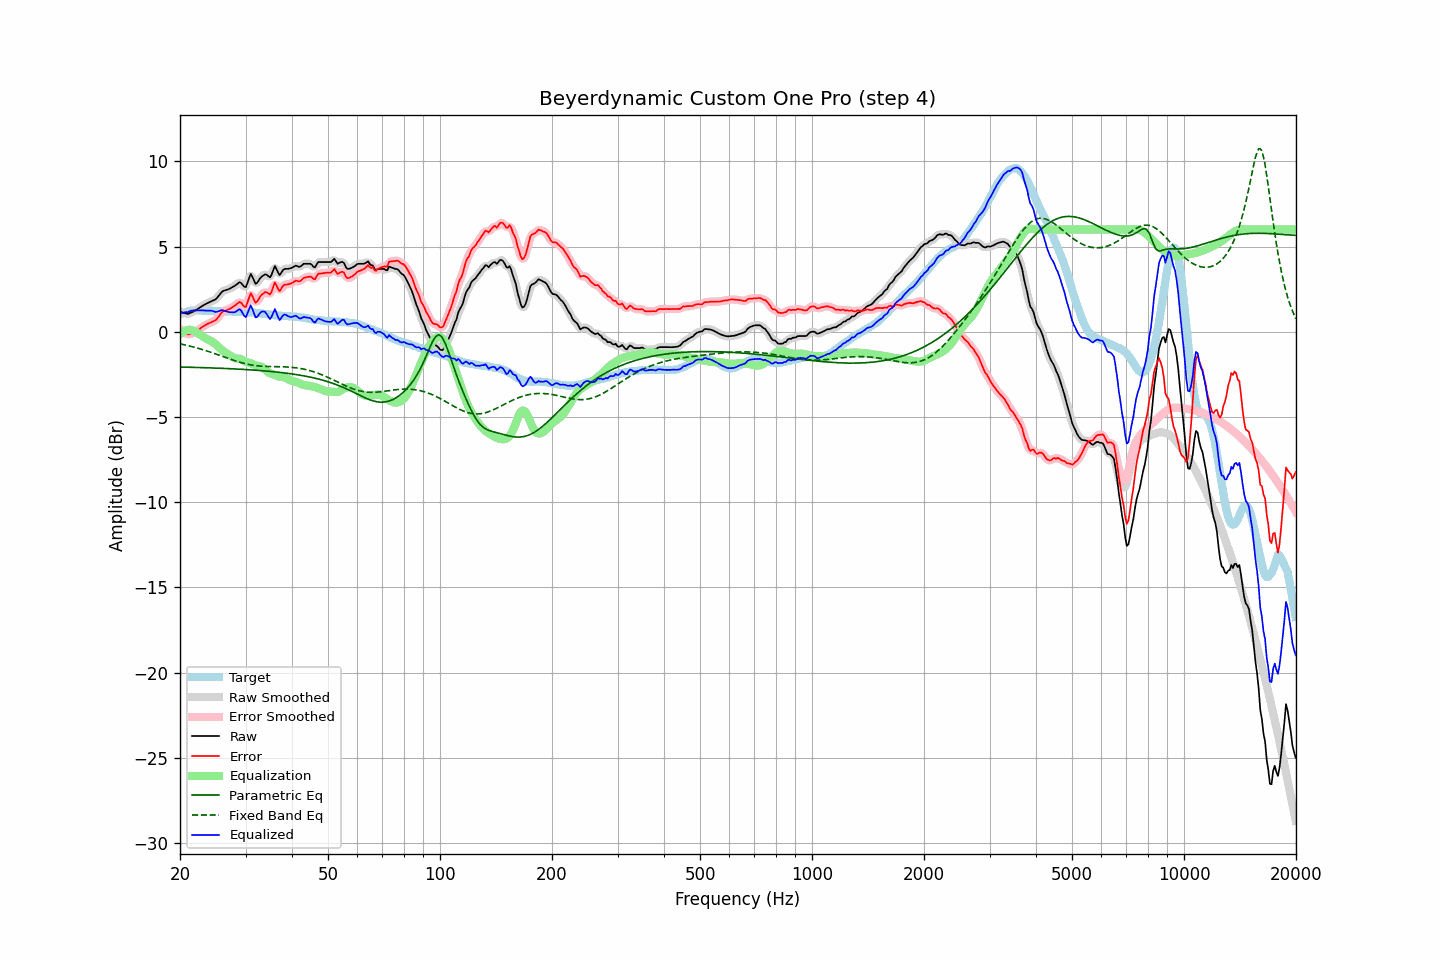 Beyerdynamic Custom One Pro (step 4)
10
5
0
−5
−10
−15
−20
−25
−30
Amplitude (dBr)
Target
Raw Smoothed
Error Smoothed
Raw
Error
Equalization
Parametric Eq
Fixed Band Eq
Equalized
20
50
100
200
500
1000
2000
5000
10000
20000
Frequency (Hz)